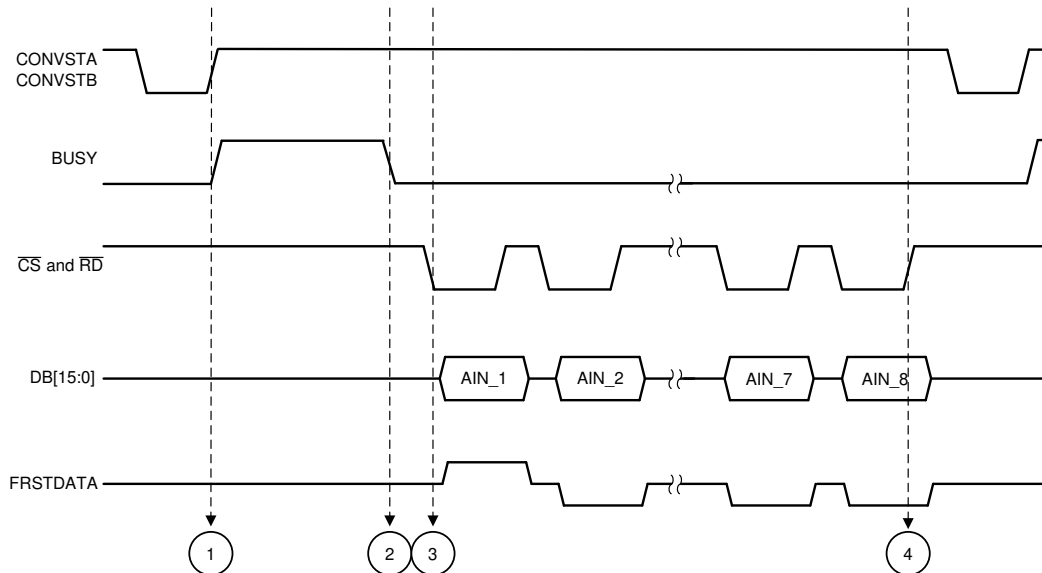 CONVSTA
CONVSTB
BUSY
CS and RD
DB[15:0]
AIN_1
AIN_2
AIN_7
AIN_8
FRSTDATA
1
2
3
4